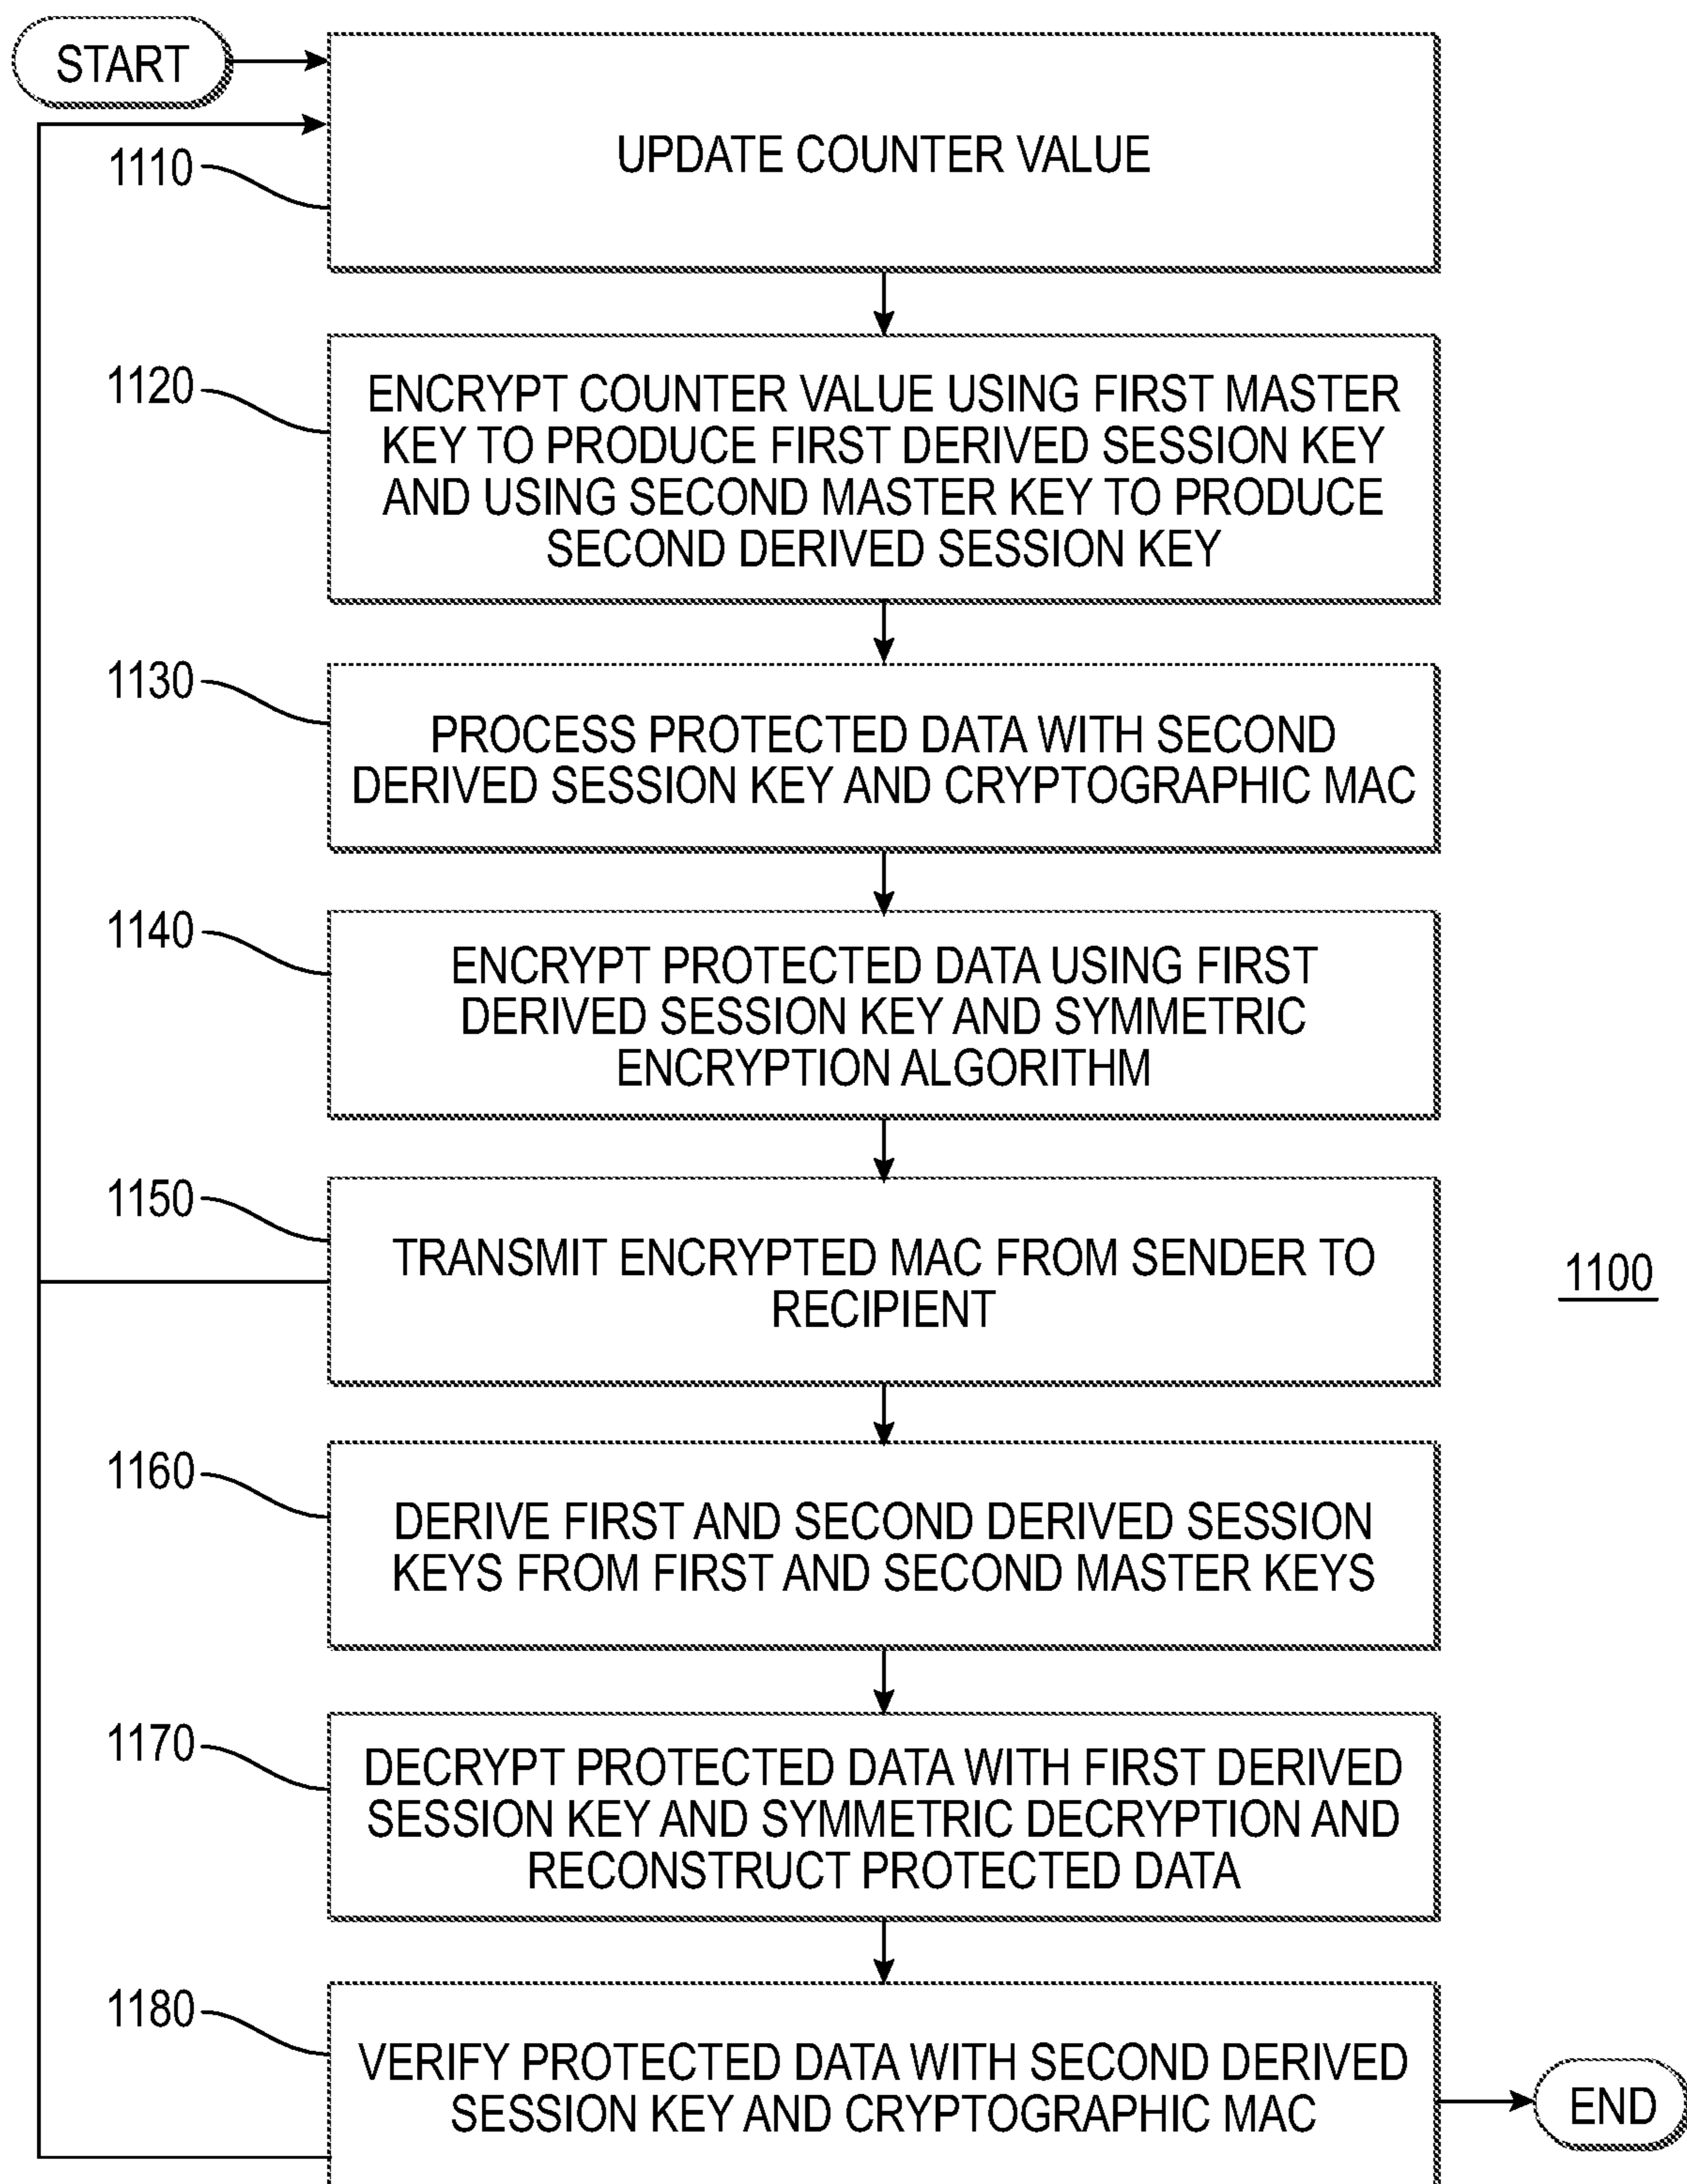 START
UPDATE COUNTER VALUE
1110
1120
ENCRYPT COUNTER VALUE USING FIRST MASTER
KEY TO PRODUCE FIRST DERIVED SESSION KEY
AND USING SECOND MASTER KEY TO PRODUCE
SECOND DERIVED SESSION KEY
1130
PROCESS PROTECTED DATA WITH SECOND
DERIVED SESSION KEY AND CRYPTOGRAPHIC MAC
1140
ENCRYPT PROTECTED DATA USING FIRST
DERIVED SESSION KEY AND SYMMETRIC
ENCRYPTION ALGORITHM
1150
TRANSMIT ENCRYPTED MAC FROM SENDER TO
RECIPIENT
1100
1160
DERIVE FIRST AND SECOND DERIVED SESSION
KEYS FROM FIRST AND SECOND MASTER KEYS
1170
DECRYPT PROTECTED DATA WITH FIRST DERIVED
SESSION KEY AND SYMMETRIC DECRYPTION AND
RECONSTRUCT PROTECTED DATA
1180
VERIFY PROTECTED DATA WITH SECOND DERIVED
SESSION KEY AND CRYPTOGRAPHIC MAC
END